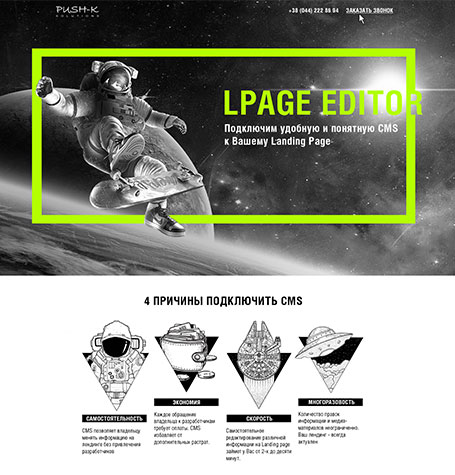 PUSH-K
SOLUTIONS
+38 (044) 222 86 94 ЗАКАЗАТЬ ЗВОНОК
LPAGE EDITOR
Подключим удобную и понятную CMS
к Вашему Landing Page
4 ПРИЧИНЫ ПОДКЛЮЧИТЬ CMS
САМОСТОЯТЕЛЬНОСТЬ
CMS позволяет владельцу
менять информацию на
лендинге без привлечения
разработчиков
ЭКОНОМИЯ
Каждое обращение
владельца к разработчикам
требует оплаты. CMS
избавляет от
дополнительных растрат.
СКОРОСТЬ
Самостоятельное
редактирование различной
информации на Landing page
займет у Вас от 2-х до десяти
минут.
МНОГОРАЗОВОСТЬ
Количество правок
информации и медиа-
материалов неограниченно.
Ваш лендинг - всегда
актуален